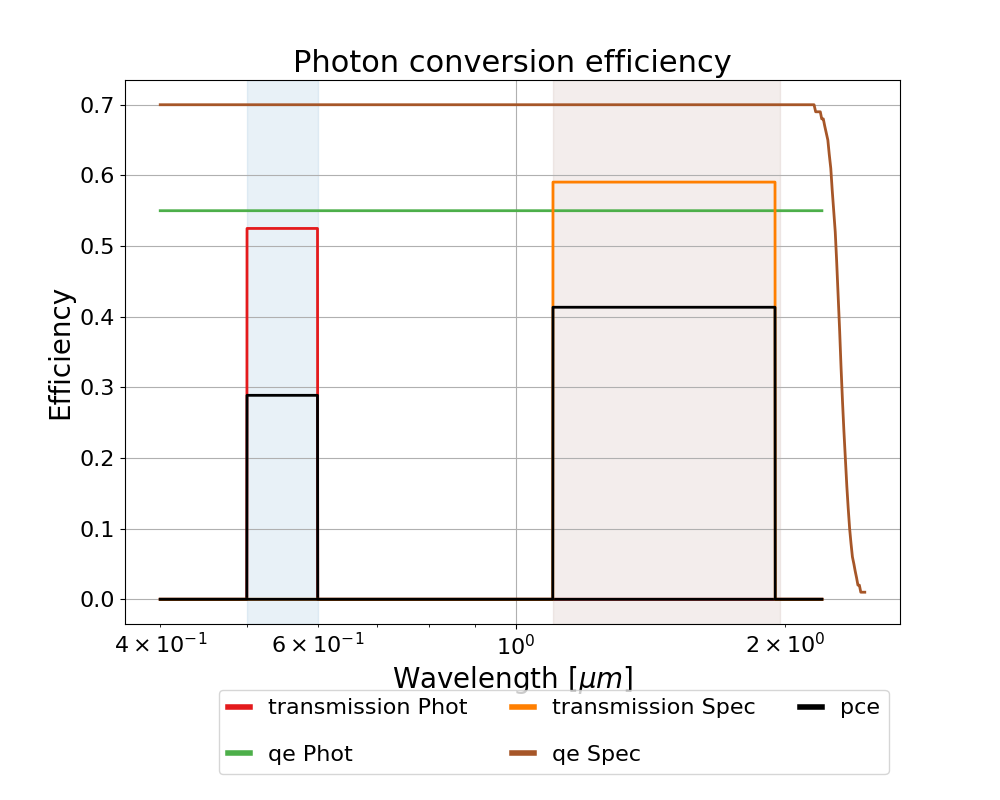 Photon conversion efficiency
Efficiency
0.7
0.6
0.5
0.4
0.3
0.2
0.1
0.0
4 × 10⁻¹ 6 × 10⁻¹ 10⁰ 2 × 10⁰
Wavelength [μm]
transmission Phot transmission Spec pce
qe Phot qe Spec